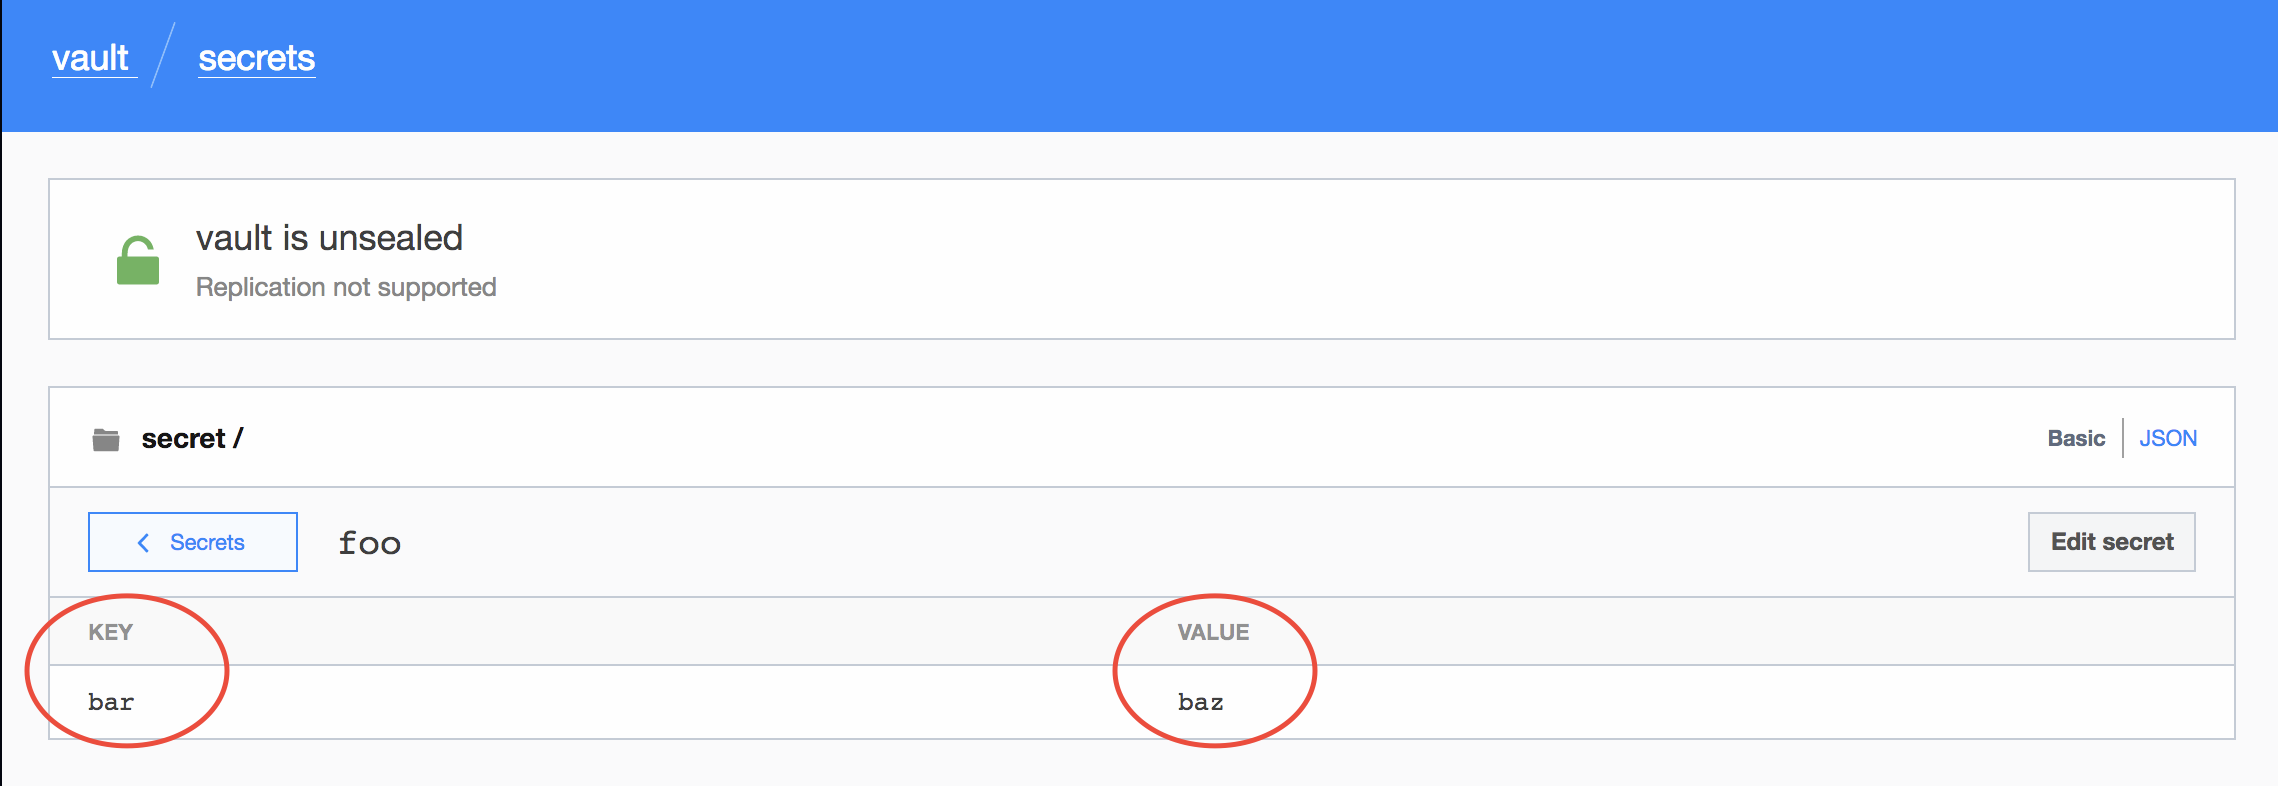 vault / secrets
vault is unsealed
Replication not supported
secret /
Basic | JSON
Secrets foo Edit secret
KEY VALUE
bar baz